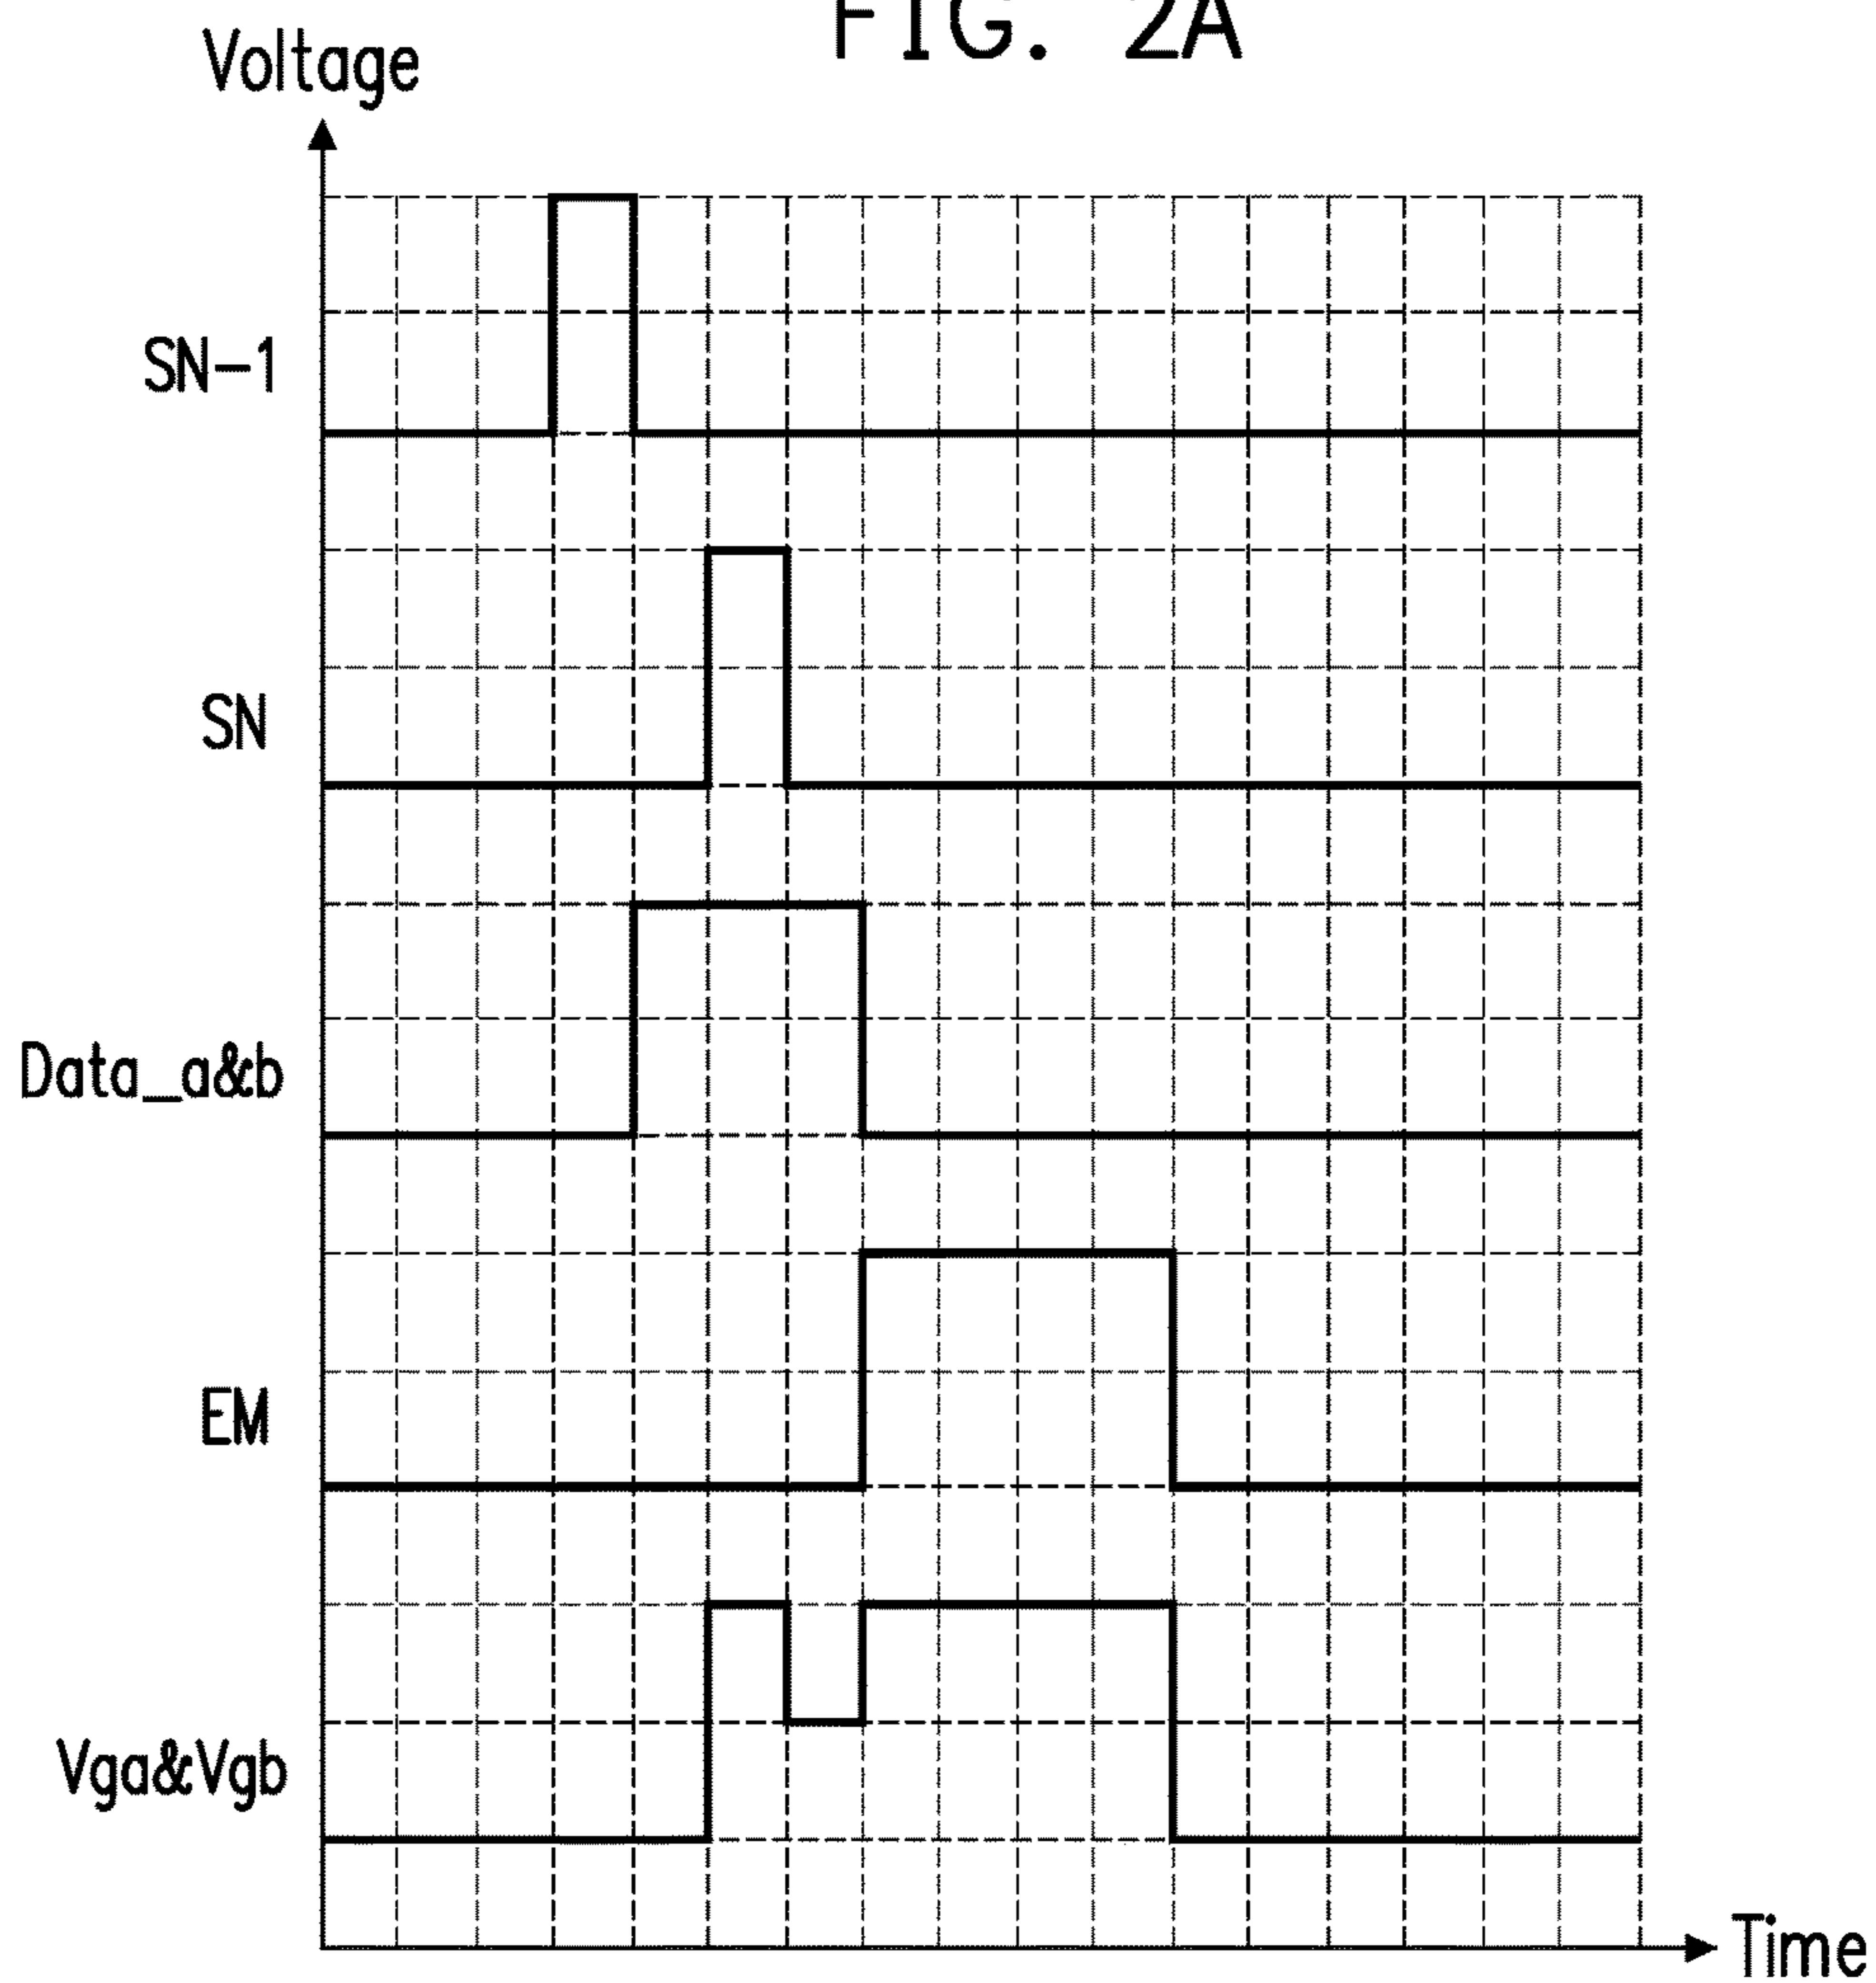 FIG. 2A
Voltage
SN-1
SN
Data_a&b
EM
Vga&Vgb
Time